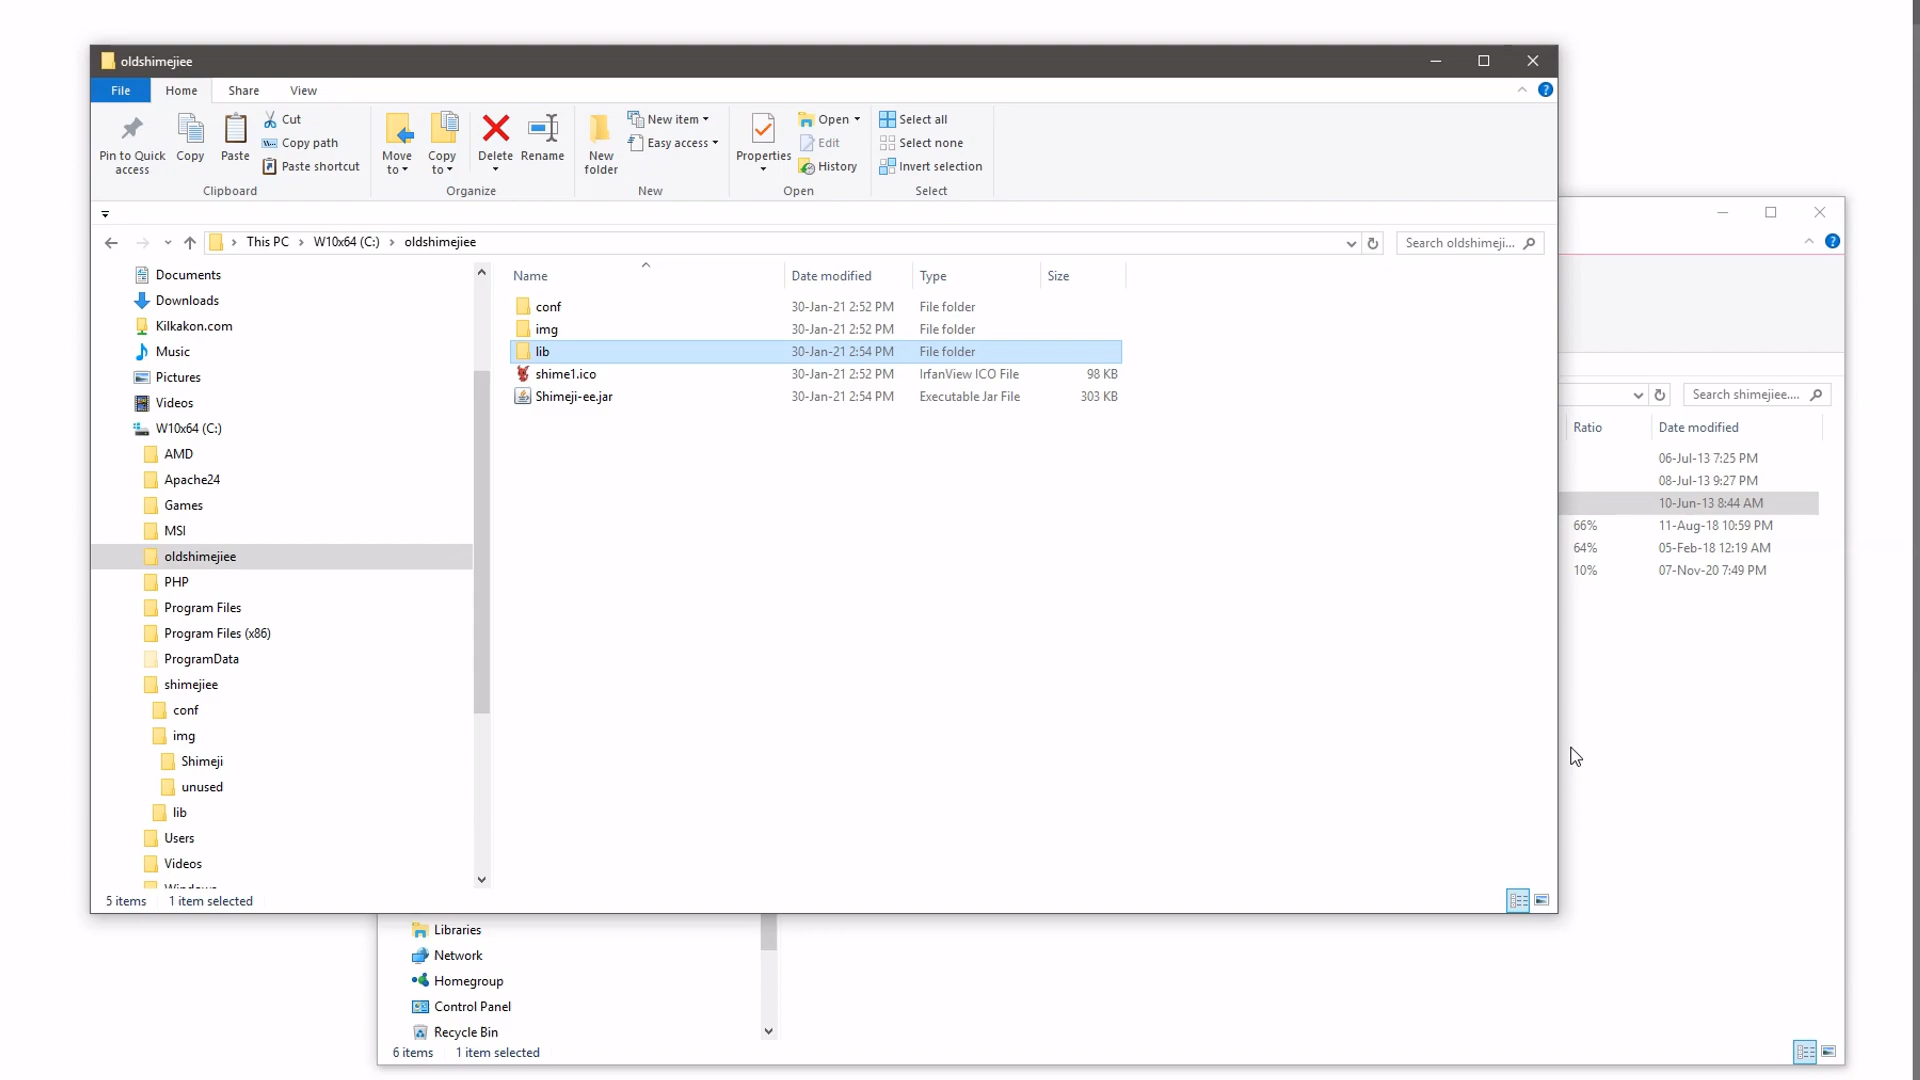 oldshimejiee
File
Home
Share
View
Pin to Quick access
Copy
Paste
Cut
Copy path
Paste shortcut
Clipboard
Move to
Copy to
Delete
Rename
Organize
New folder
New item
Easy access
New
Properties
Open
Edit
History
Open
Select all
Select none
Invert selection
Select
This PC > W10x64 (C:) > oldshimejiee
Search oldshimeji...
Documents
Downloads
Kilkakon.com
Music
Pictures
Videos
W10x64 (C:)
AMD
Apache24
Games
MSI
oldshimejiee
PHP
Program Files
Program Files (x86)
ProgramData
shimejiee
conf
img
Shimeji
unused
lib
Users
Videos
Windows
Name Date modified Type Size
conf 30-Jan-21 2:52 PM File folder
img 30-Jan-21 2:52 PM File folder
lib 30-Jan-21 2:54 PM File folder
shime1.ico 30-Jan-21 2:52 PM IrfanView ICO File 98 KB
Shimeji-ee.jar 30-Jan-21 2:54 PM Executable Jar File 303 KB
5 items 1 item selected
Search shimejiee....
Ratio Date modified
06-Jul-13 7:25 PM
08-Jul-13 9:27 PM
10-Jun-13 8:44 AM
66% 11-Aug-18 10:59 PM
64% 05-Feb-18 12:19 AM
10% 07-Nov-20 7:49 PM
Libraries
Network
Homegroup
Control Panel
Recycle Bin
6 items 1 item selected